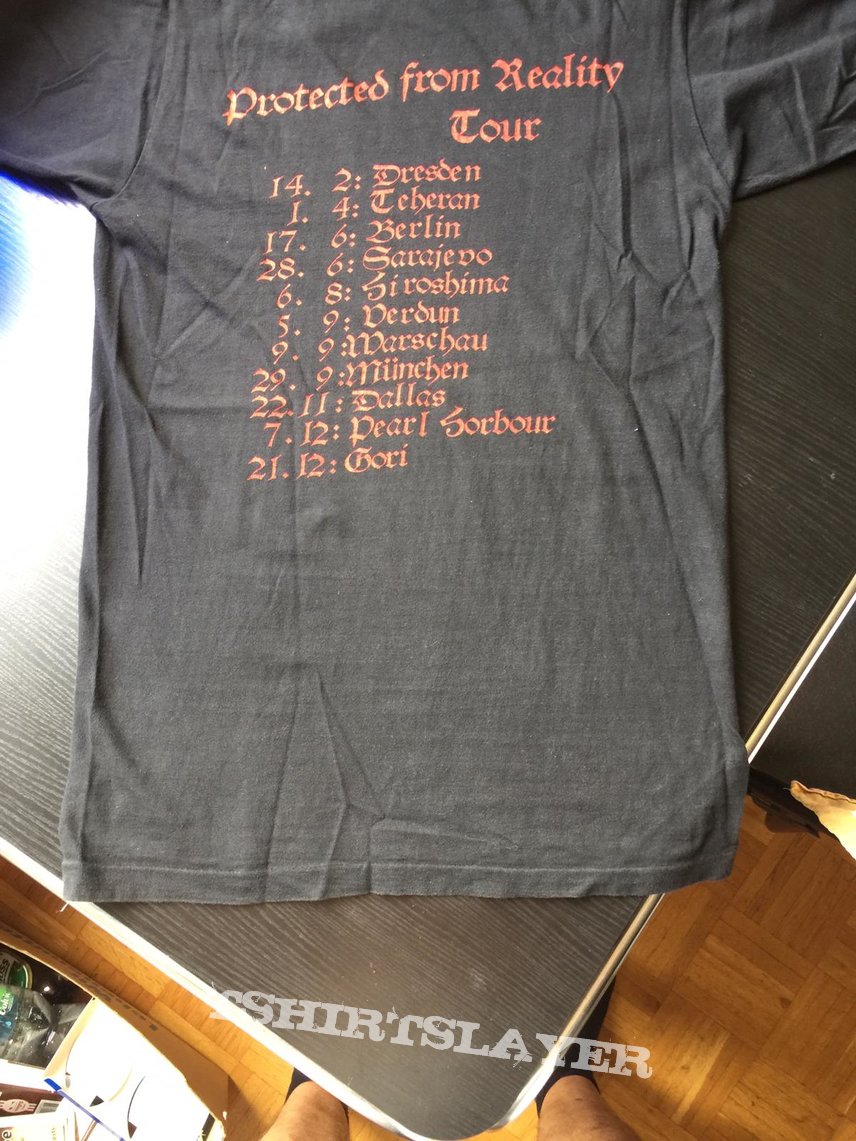 Protected from Reality
Tour
14. 2: Dresden
1. 4: Teheran
17. 6: Berlin
28. 6: Sarajevo
6. 8: Hiroshima
5. 9: Verdun
9. 9: Warschau
29. 9: München
22. 11: Dallas
7. 12: Pearl Horbour
21. 12: Gori
TSHIRTSLAYER